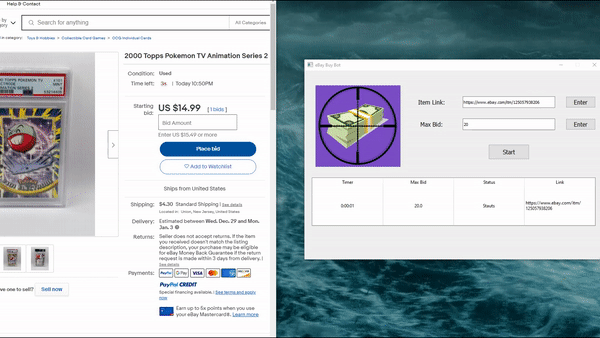 Help & Contact
by
egory
Search for anything
All Categories
in category:
Toys & Hobbies > Collectible Card Games > CCG Individual Cards
2000 Topps Pokemon TV Animation Series 2
Condition: Used
Time left: 3s | Today 10:50PM
Starting
bid:
US $14.99
[ 1 bids ]
Bid Amount
Enter US $15.49 or more
Place bid
Add to Watchlist
Ships from United States
Shipping: $4.30 Standard Shipping | See details
Located in: Union, New Jersey, United States
Delivery: Estimated between Wed. Dec. 29 and Mon.
Jan. 3
Returns: Seller does not accept returns. If the item
you received doesn't match the listing
description, your purchase may be eligible
for eBay Money Back Guarantee if the return
request is made within 3 days from delivery. |
See details
Payments: PayPal G Pay VISA
PayPal CREDIT
Special financing available. | See terms and apply
now
Earn up to 5x points when you
use your eBay Mastercard®. Learn more
ve one to sell?
Sell now
eBay Buy Bot
Item Link:
https://www.ebay.com/itm/125057938206
Enter
Max Bid:
20
Enter
Start
Timer
Max Bid
Status
Link
0:00:01
20.0
Starts
https://www.ebay.com/itm/
125057938206